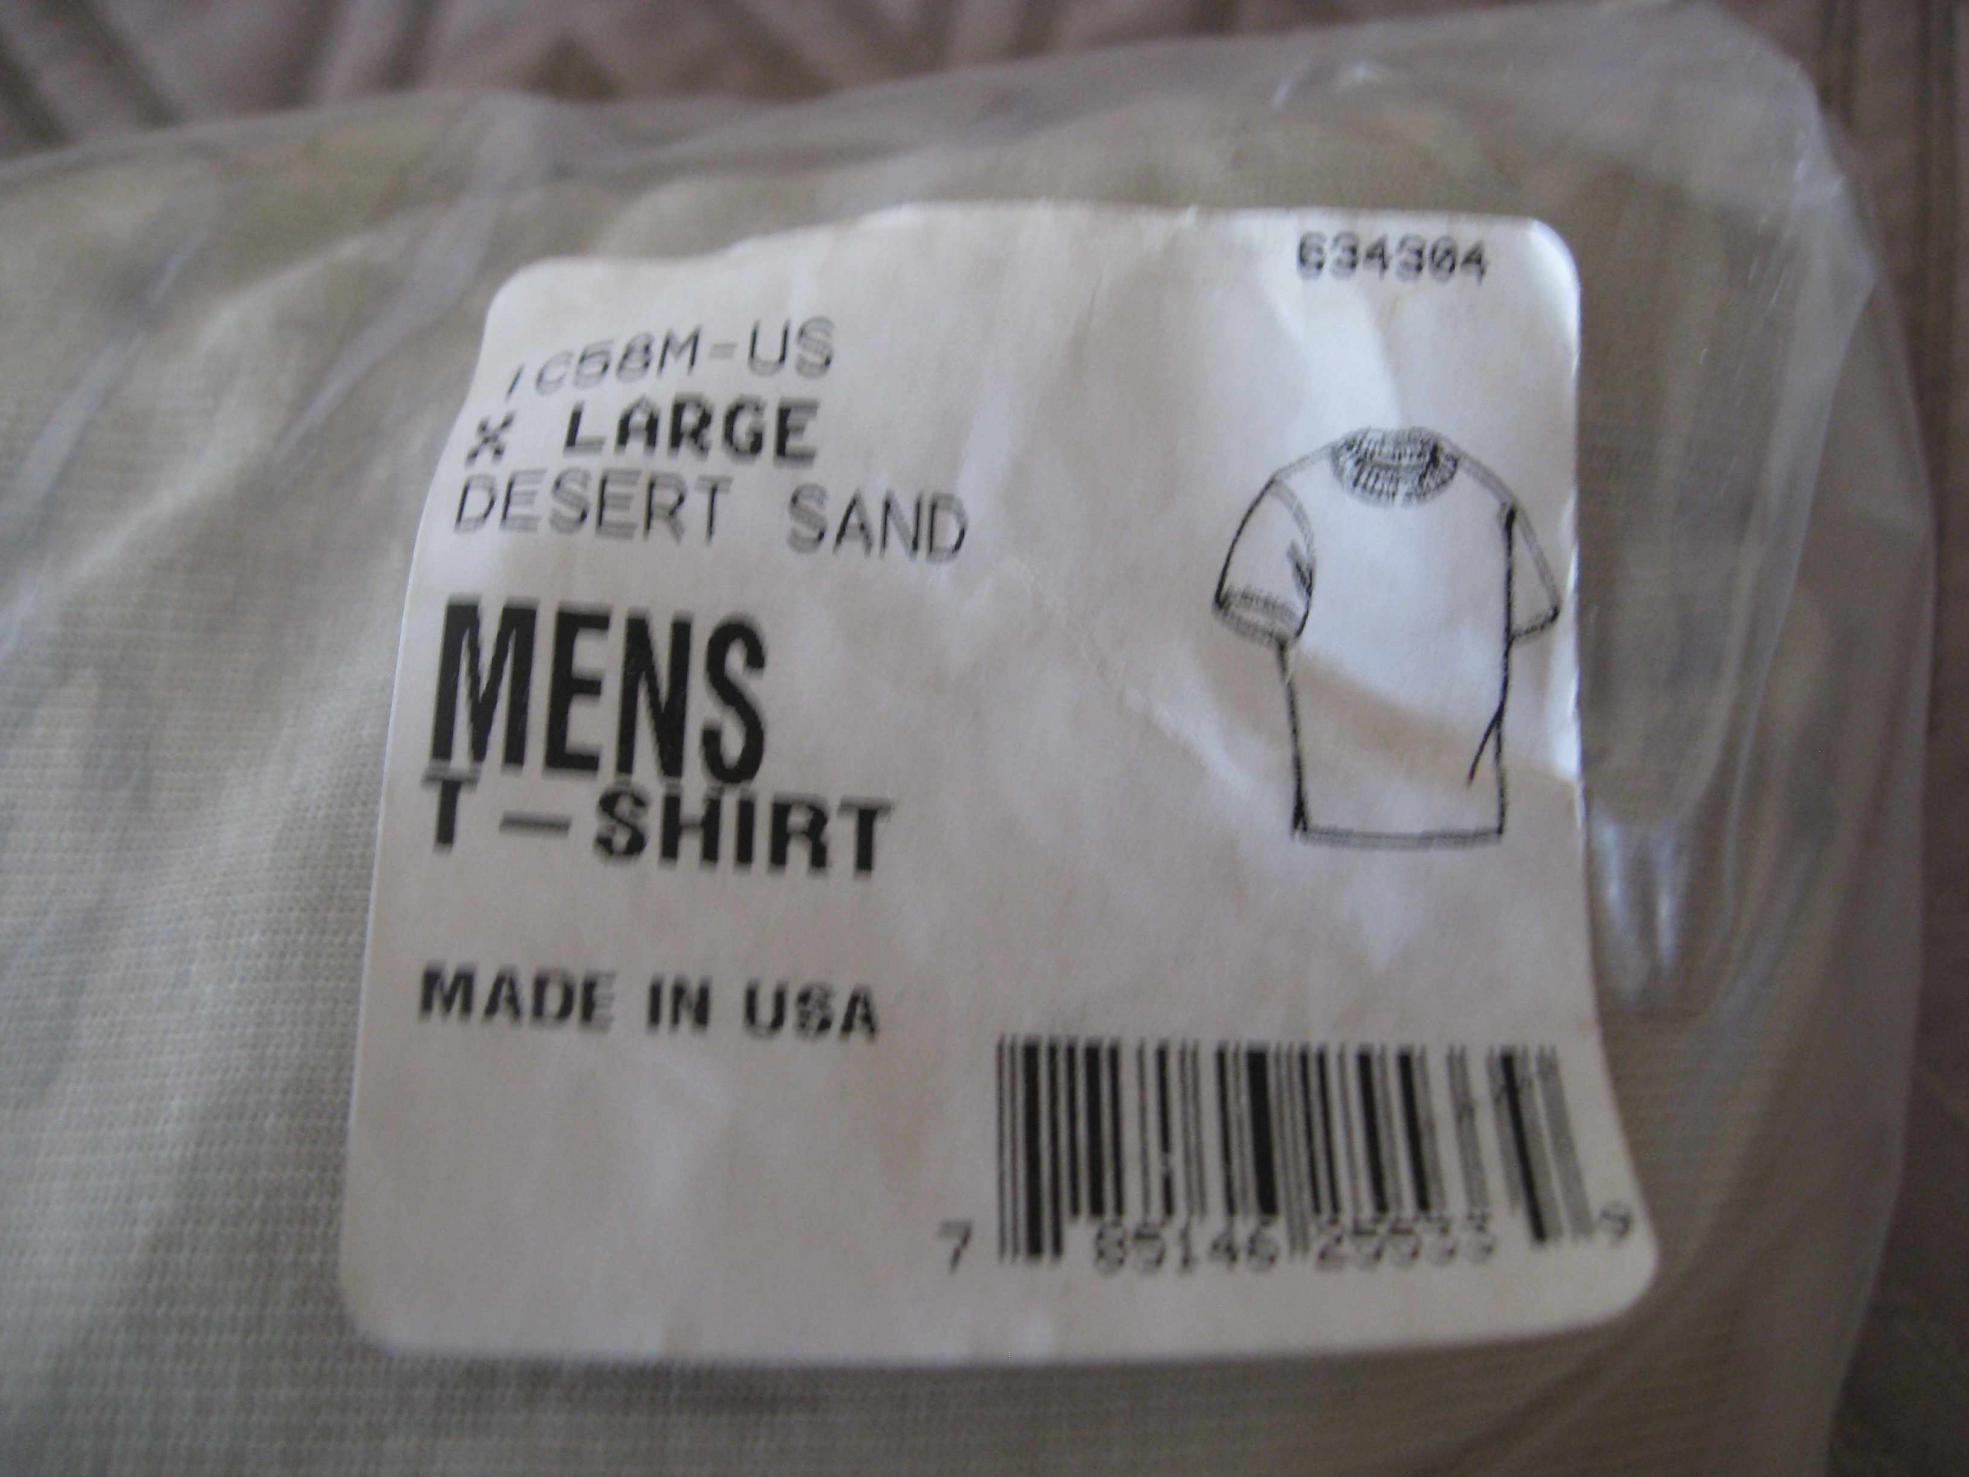 634304
1C58M-US
X LARGE
DESERT SAND
MENS
T-SHIRT
MADE IN USA
7 85146 25533 9